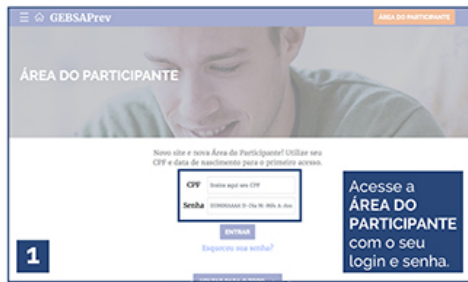 GEBSAPrev
ÁREA DO PARTICIPANTE
ÁREA DO PARTICIPANTE
Novo site e nova Área do Participante! Utilize seu
CPF e data de nascimento para o primeiro acesso.
CPF Insira aqui seu CPF
Senha
ENTRAR
Esqueceu sua senha?
Acesse a
ÁREA DO
PARTICIPANTE
com o seu
login e senha.
1